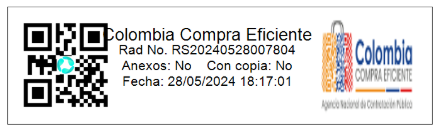 Colombia Compra Eficiente
Rad No. RS20240528007804
Anexos: No Con copia: No
Fecha: 28/05/2024 18:17:01
Colombia
COMPRA EFICIENTE
Agencia Nacional de Contratación Pública